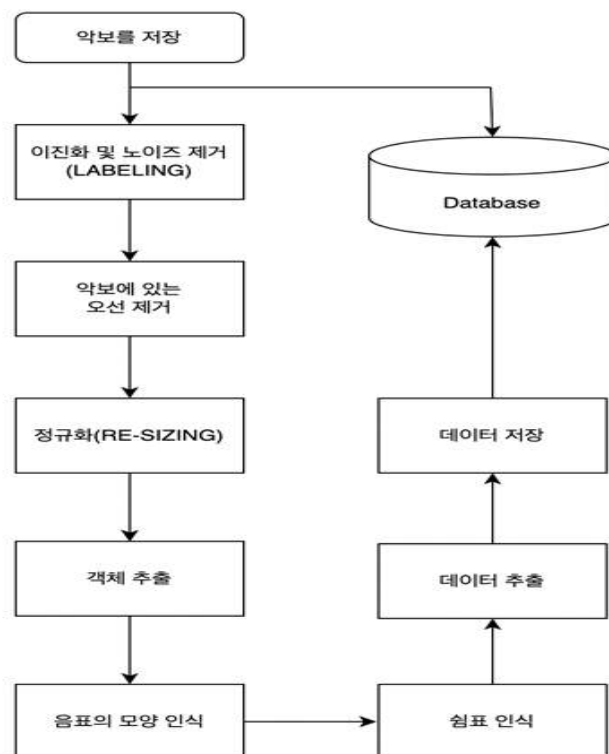 악보를 저장
이진화 및 노이즈 제거
(LABELING)
Database
악보에 있는
오선 제거
정규화(RE-SIZING)
데이터 저장
객체 추출
데이터 추출
음표의 모양 인식
쉼표 인식